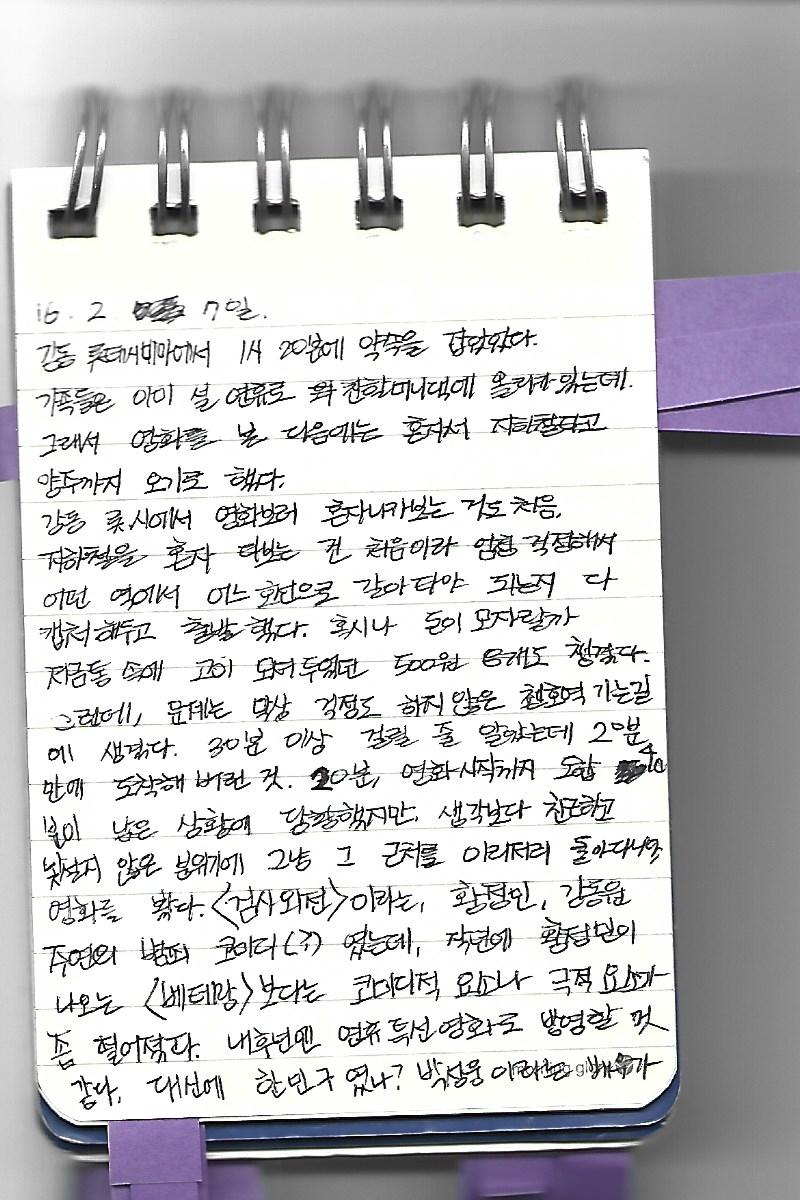 16. 2. 7일.
강동 롯데시네마에서 1시 20분에 약속을 잡았었다.
가족들은 이미 설 연휴로 외친할머니댁에 올라가 있는데.
그래서 영화를 본 다음에는 혼자서 지하철타고
양주까지 오기로 했다.
강동 롯시에서 영화보러 혼자나가보는 거도 처음,
지하철을 혼자 타보는 건 처음이라 엄청 걱정해서
어떤 역에서 어느 호선으로 갈아타야 되는지 다
캡처해두고 출발했다. 혹시나 돈이 모자랄까
저금통 속에 고이 모셔두었던 500원 6개도 챙겼다.
그런데, 문제는 막상 걱정도 하지 않은 천호역 가는길
에 생겼다. 30분 이상 걸릴 줄 알았는데 20분
만에 도착해 버린 것. 20분, 영화시작까지 도합 40
분이 남은 상황에 당황했지만, 생각보다 친근하고
낯설지 않은 분위기에 그냥 그 근처를 이리저리 돌아다니다
영화를 봤다. <검사외전>이라는, 황정민, 강동원
주연의 범죄 코미디(?) 였는데, 작년에 황정민이
나오는 <베테랑>보다는 코미디적 요소나 극적 요소가
좀 떨어졌다. 내후년엔 연휴 특선영화로 방영할 것
같다. 대신에 한민구 였나? 박성웅 이라는 배우가